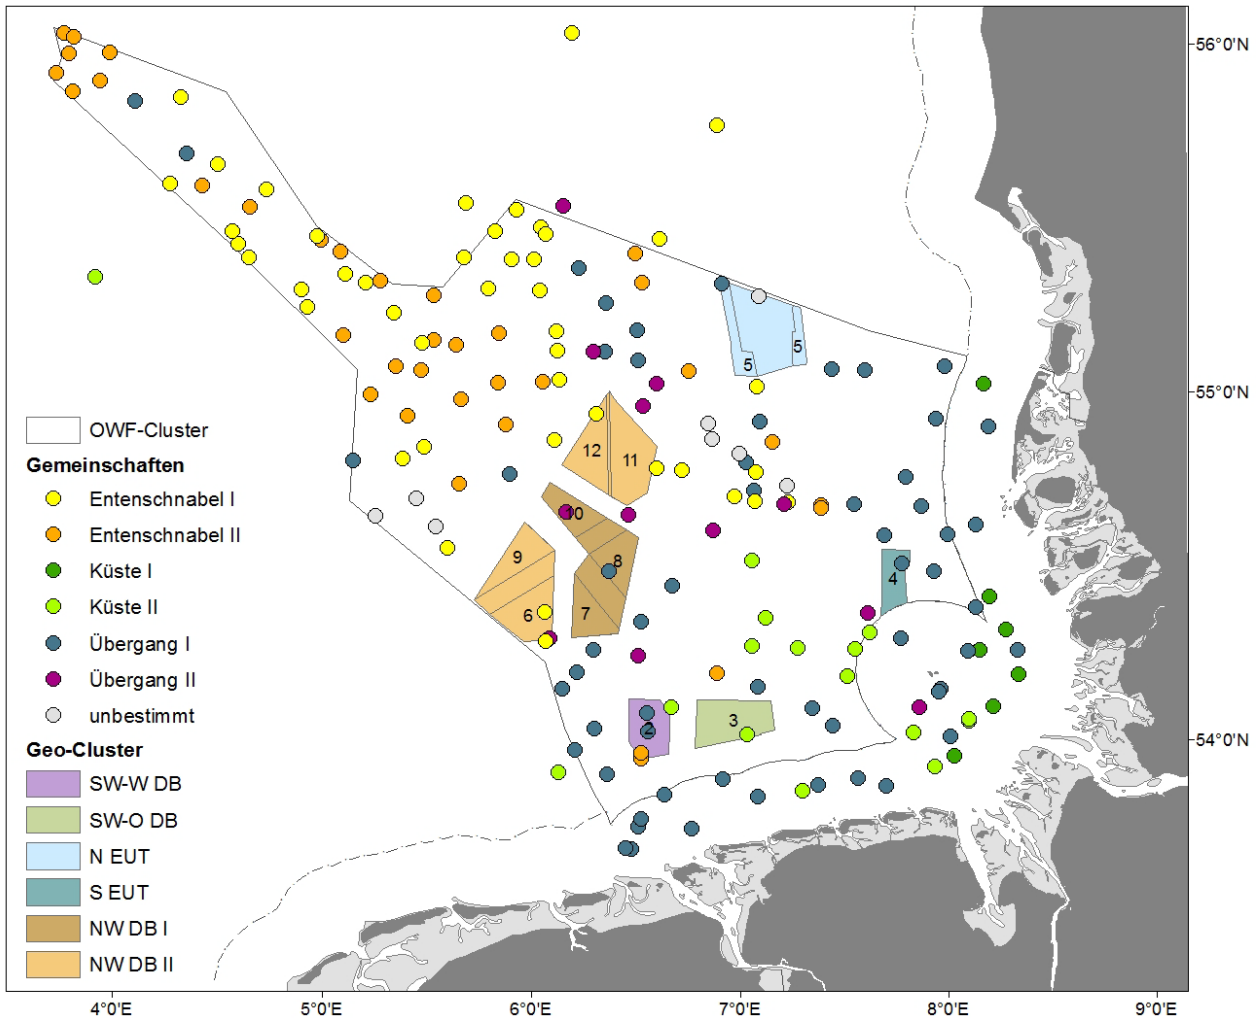 56°0'N
5
5
55°0'N
12
11
OWF-Cluster
Gemeinschaften
Entenschnabel I
Entenschnabel II
Küste I
Küste II
Übergang I
Übergang II
unbestimmt
Geo-Cluster
SW-W DB
SW-O DB
N EUT
S EUT
NW DB I
NW DB II
10
9
8
4
6
7
2
3
54°0'N
4°0'E
5°0'E
6°0'E
7°0'E
8°0'E
9°0'E